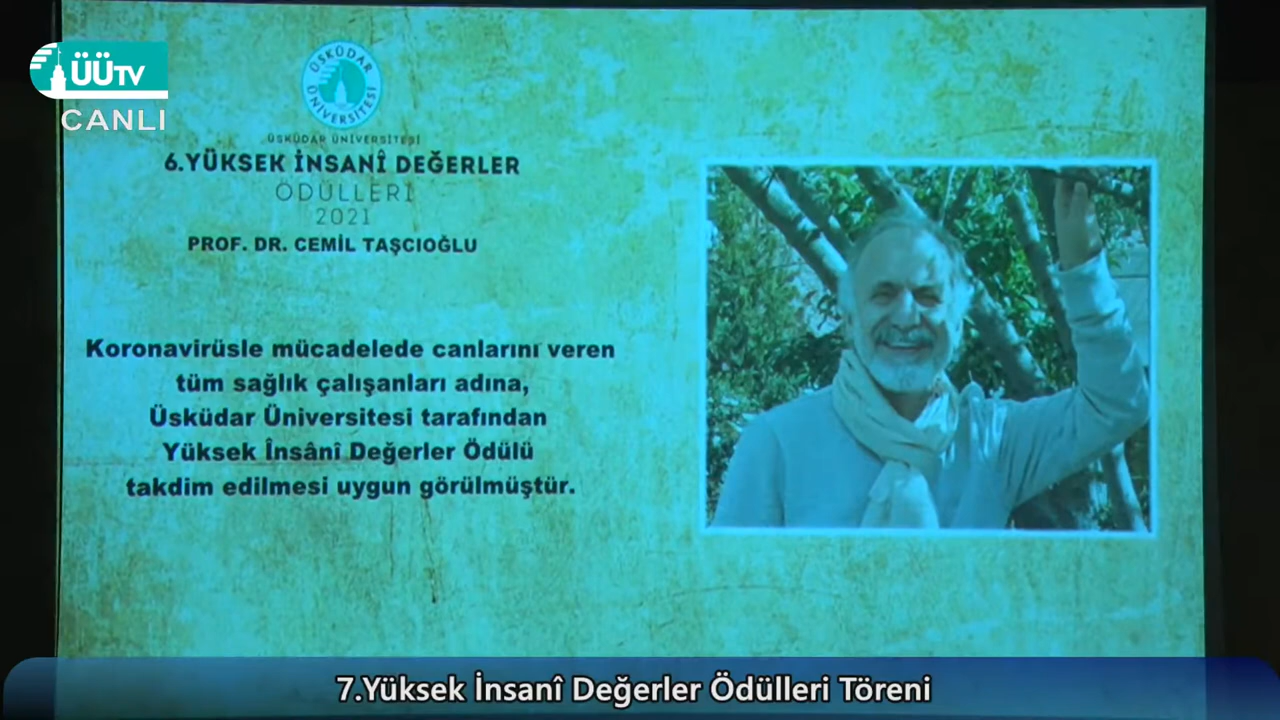 ÜÜTV
CANLI
ÜSKÜDAR ÜNİVERSİTESİ
ÜSKÜDAR ÜNİVERSİTESİ
6.YÜKSEK İNSANÎ DEĞERLER
ÖDÜLLERİ
2021
PROF. DR. CEMİL TAŞCIOĞLU
Koronavirüsle mücadelede canlarını veren
tüm sağlık çalışanları adına,
Üsküdar Üniversitesi tarafından
Yüksek Însânî Değerler Ödülü
takdim edilmesi uygun görülmüştür.
7.Yüksek İnsanî Değerler Ödülleri Töreni